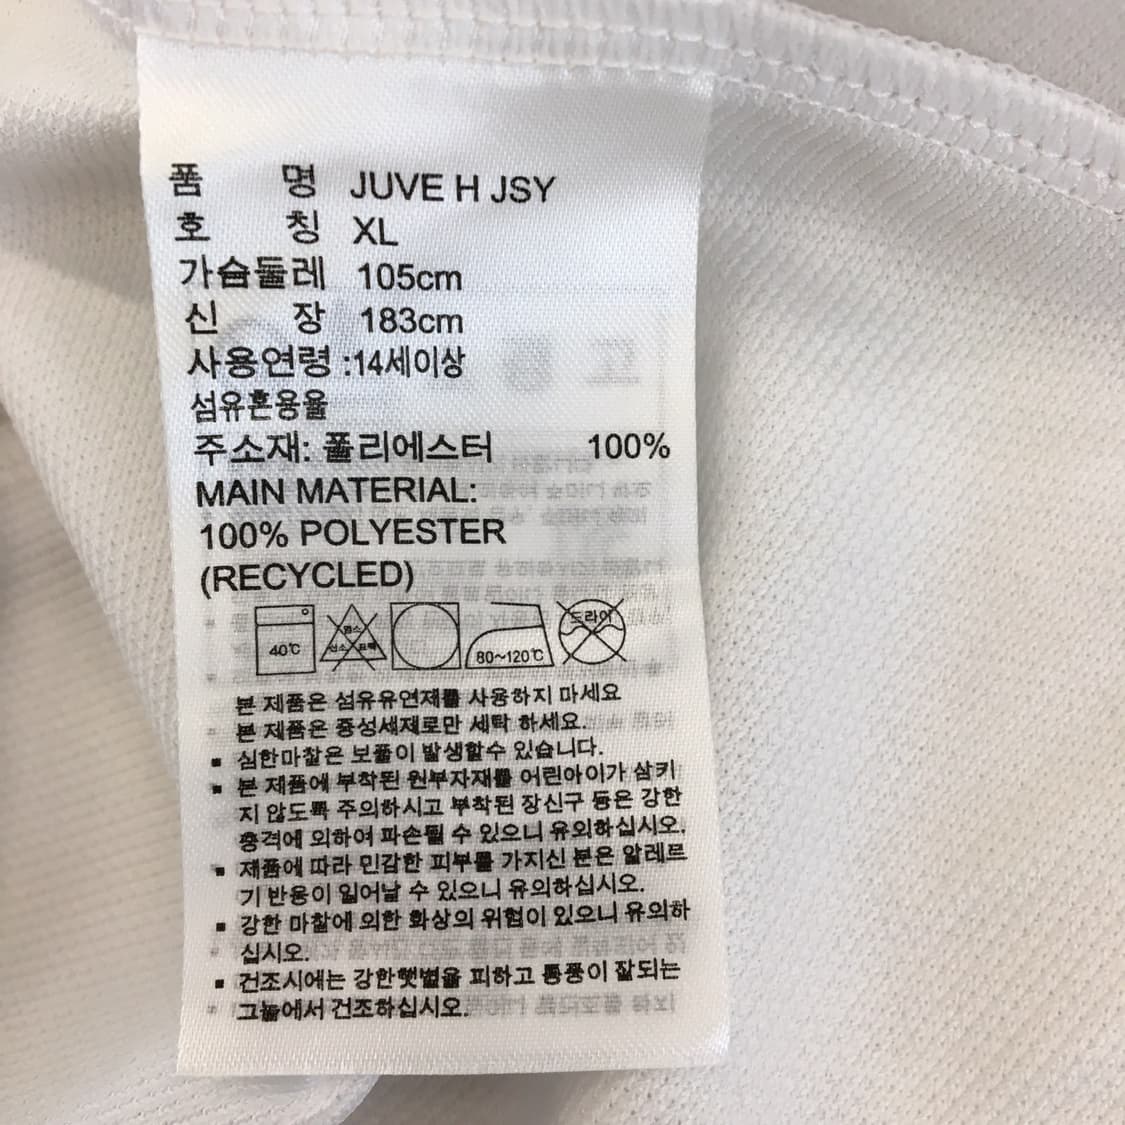 품 명 JUVE H JSY
호 칭 XL
가슴둘레 105cm
신 장 183cm
사용연령 :14세이상
섬유혼용율
주소재: 폴리에스터 100%
MAIN MATERIAL:
100% POLYESTER
(RECYCLED)
40℃ 염소 산소 표백 80~120℃ 드라이
본 제품은 섬유유연재를 사용하지 마세요
본 제품은 중성세제로만 세탁 하세요.
▪ 심한마찰은 보풀이 발생할수 있습니다.
▪ 본 제품에 부착된 원부자재를 어린아이가 삼키
지 않도록 주의하시고 부착된 장신구 등은 강한
충격에 의하여 파손될 수 있으니 유의하십시오.
▪ 제품에 따라 민감한 피부를 가지신 분은 알레르
기 반응이 일어날 수 있으니 유의하십시오.
▪ 강한 마찰에 의한 화상의 위험이 있으니 유의하
십시오.
▪ 건조시에는 강한햇볕을 피하고 통풍이 잘되는
그늘에서 건조하십시오.